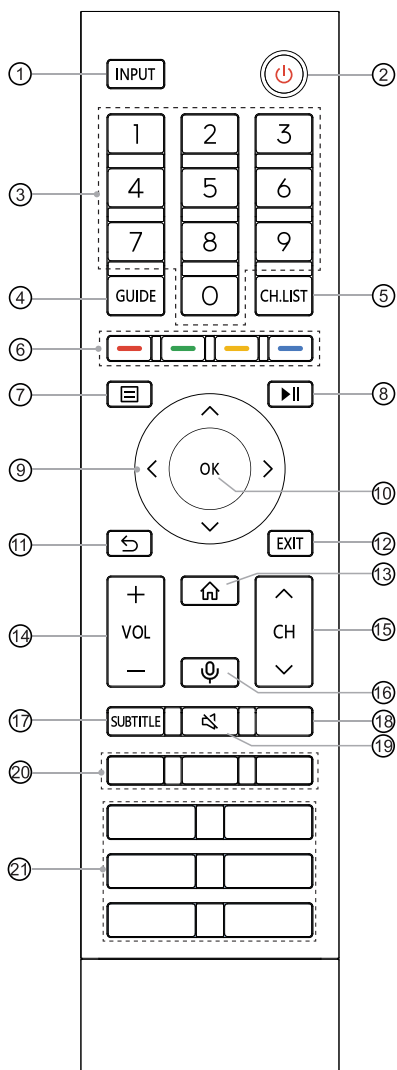 ① INPUT ②
1 2 3
③ 4 5 6
7 8 9
④ GUIDE 0 CH.LIST ⑤
⑥
⑦ ⑧
⑨ OK
⑩
⑪ EXIT ⑫
⑬
+
⑭ VOL CH ⑮
—
⑯
⑰ SUBTITLE ⑱
⑲
⑳
㉑